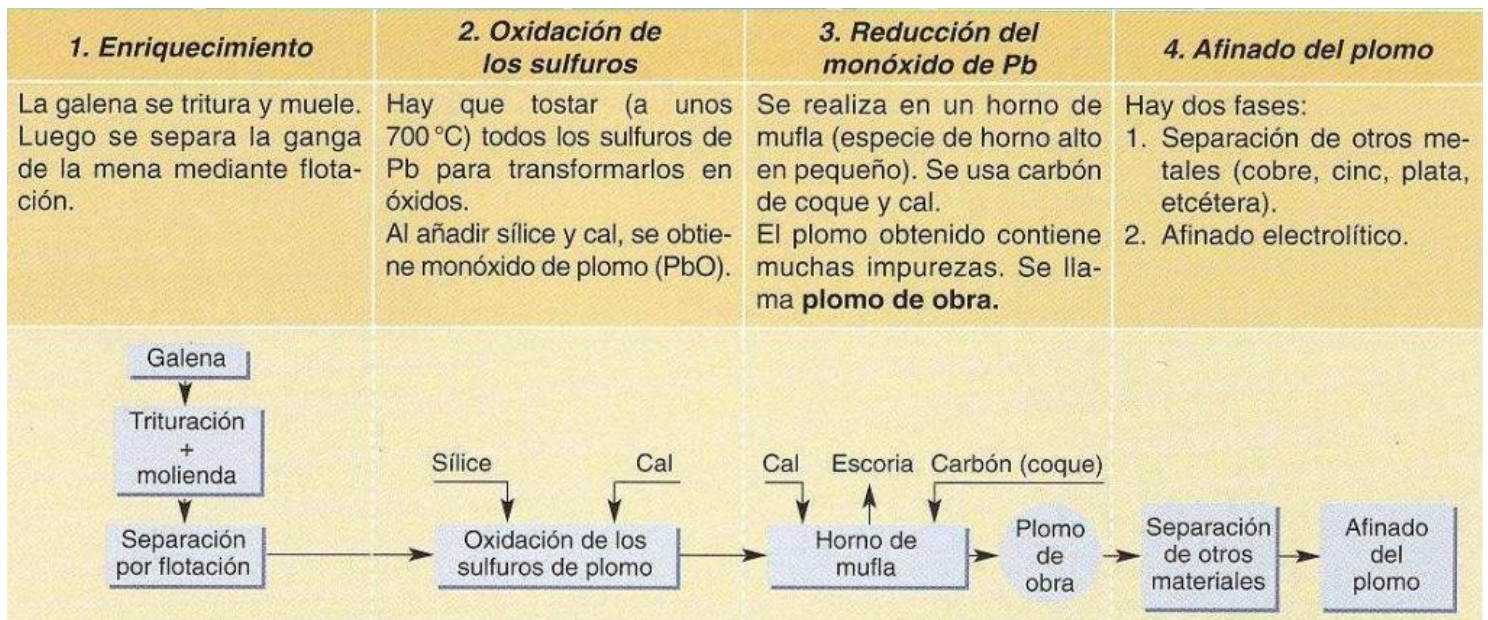 1. Enriquecimiento
La galena se tritura y muele.
Luego se separa la ganga
de la mena mediante flota-
ción.
2. Oxidación de
los sulfuros
Hay que tostar (a unos
700 °C) todos los sulfuros de
Pb para transformarlos en
óxidos.
Al añadir sílice y cal, se obtie-
ne monóxido de plomo (PbO).
3. Reducción del
monóxido de Pb
Se realiza en un horno de
mufla (especie de horno alto
en pequeño). Se usa carbón
de coque y cal.
El plomo obtenido contiene
muchas impurezas. Se lla-
ma plomo de obra.
4. Afinado del plomo
Hay dos fases:
1. Separación de otros me-
tales (cobre, cinc, plata,
etcétera).
2. Afinado electrolítico.
Galena
Trituración
+
molienda
Separación
por flotación
Sílice
Cal
Oxidación de los
sulfuros de plomo
Cal
Escoria
Carbón (coque)
Horno de
mufla
Plomo
de
obra
Separación
de otros
materiales
Afinado
del
plomo